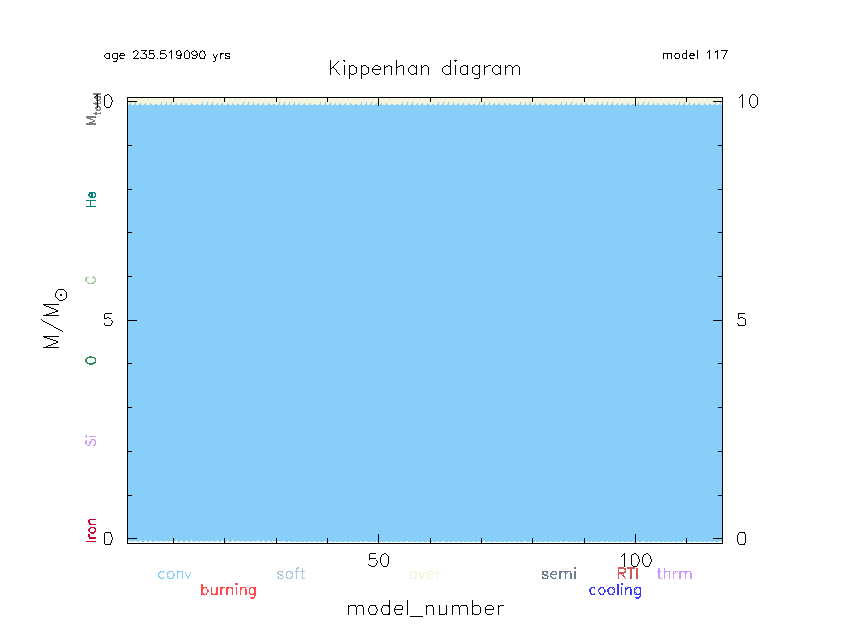 age 235.519090 yrs
model 117
Kippenhan diagram
M_total
10
10
He
C
M/M⊙
5
5
O
Si
Iron
0
0
50
100
conv
soft
over
semi
RTI
thrm
burning
cooling
model_number